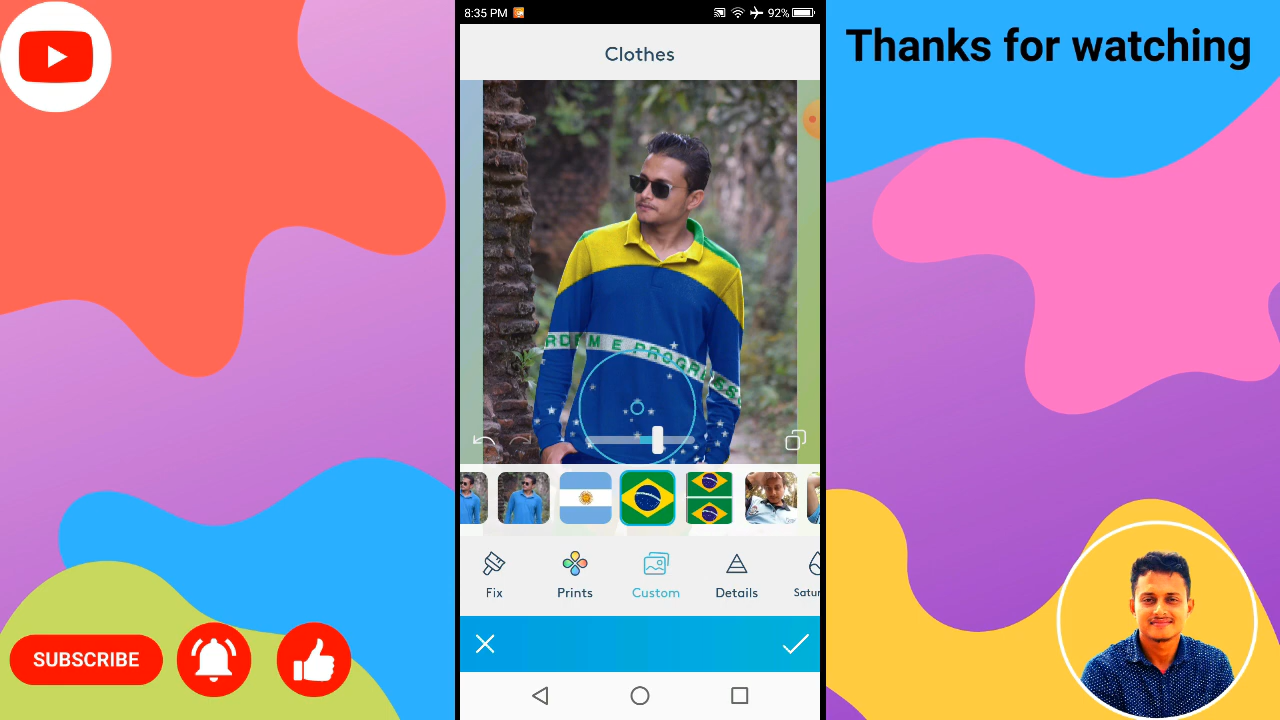 8:35 PM
92%
Thanks for watching
Clothes
RDEM E PROGRESS
Fix
Prints
Custom
Details
Satur
SUBSCRIBE